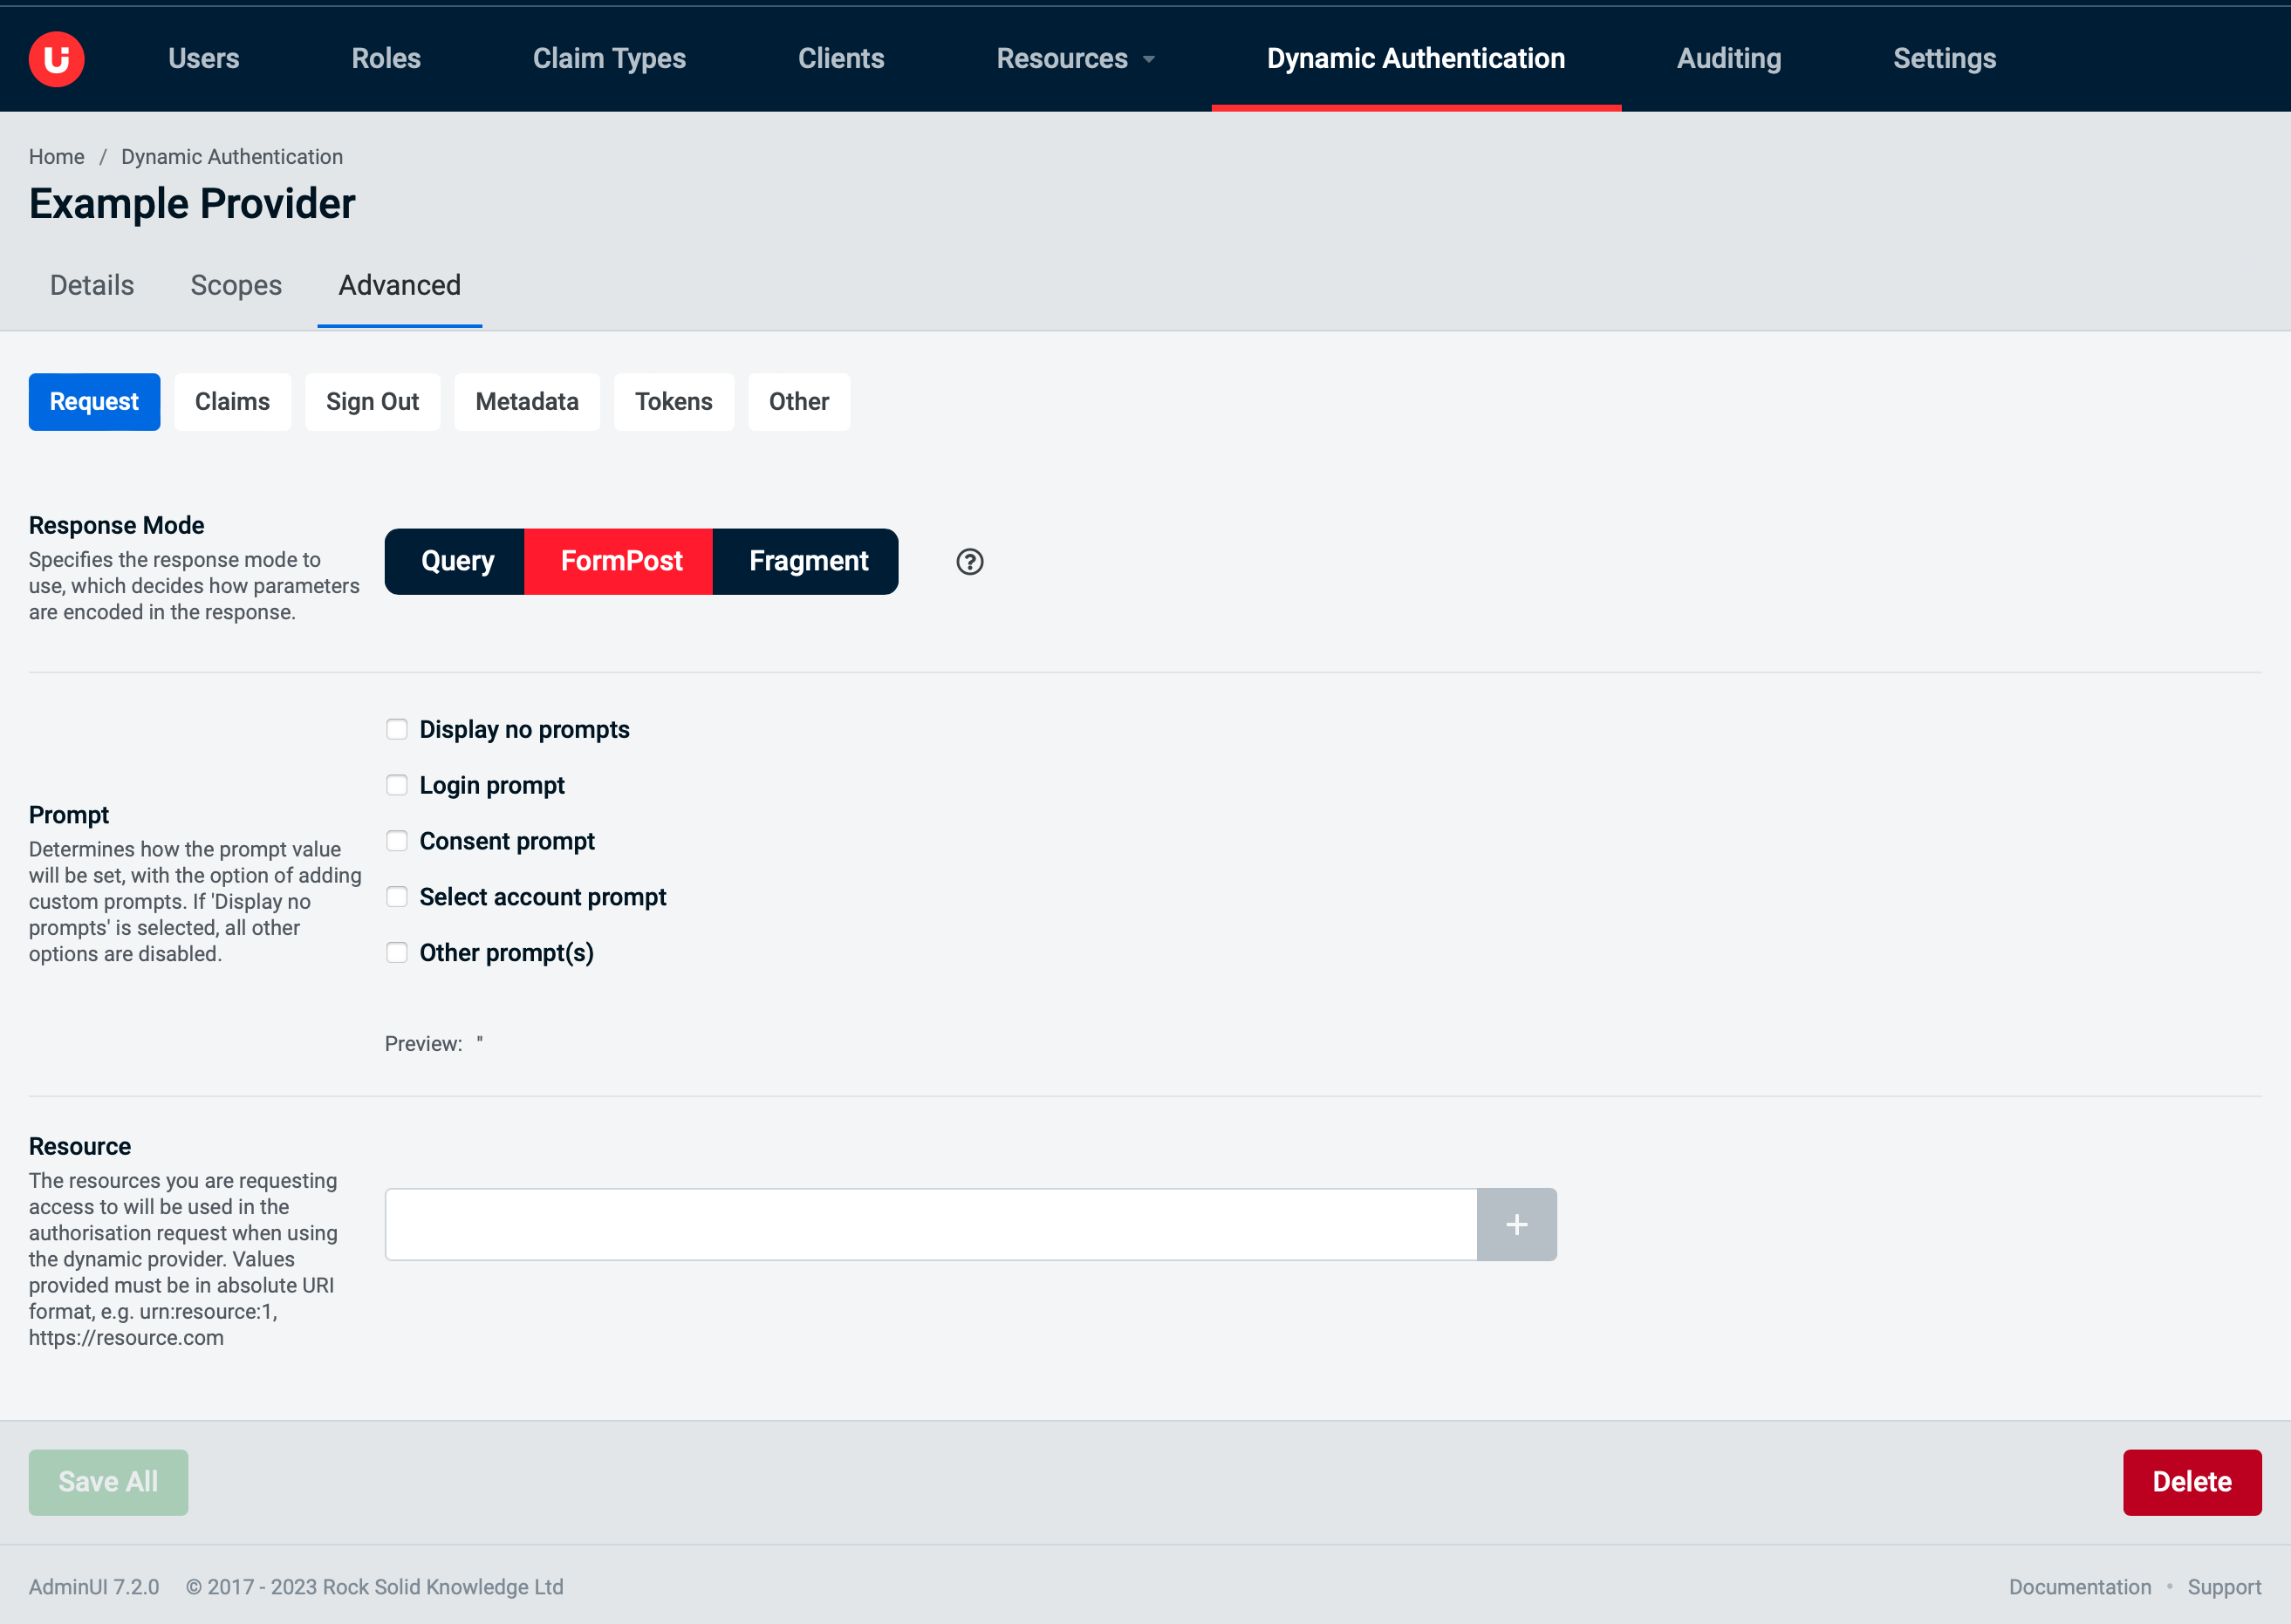 Users Roles Claim Types Clients Resources Dynamic Authentication Auditing Settings
Home / Dynamic Authentication
Example Provider
Details Scopes Advanced
Request Claims Sign Out Metadata Tokens Other
Response Mode
Specifies the response mode to
use, which decides how parameters
are encoded in the response.
Query FormPost Fragment
Prompt
Determines how the prompt value
will be set, with the option of adding
custom prompts. If 'Display no
prompts' is selected, all other
options are disabled.
Display no prompts
Login prompt
Consent prompt
Select account prompt
Other prompt(s)
Preview: "
Resource
The resources you are requesting
access to will be used in the
authorisation request when using
the dynamic provider. Values
provided must be in absolute URI
format, e.g. urn:resource:1,
https://resource.com
Save All Delete
AdminUI 7.2.0 © 2017 - 2023 Rock Solid Knowledge Ltd Documentation • Support